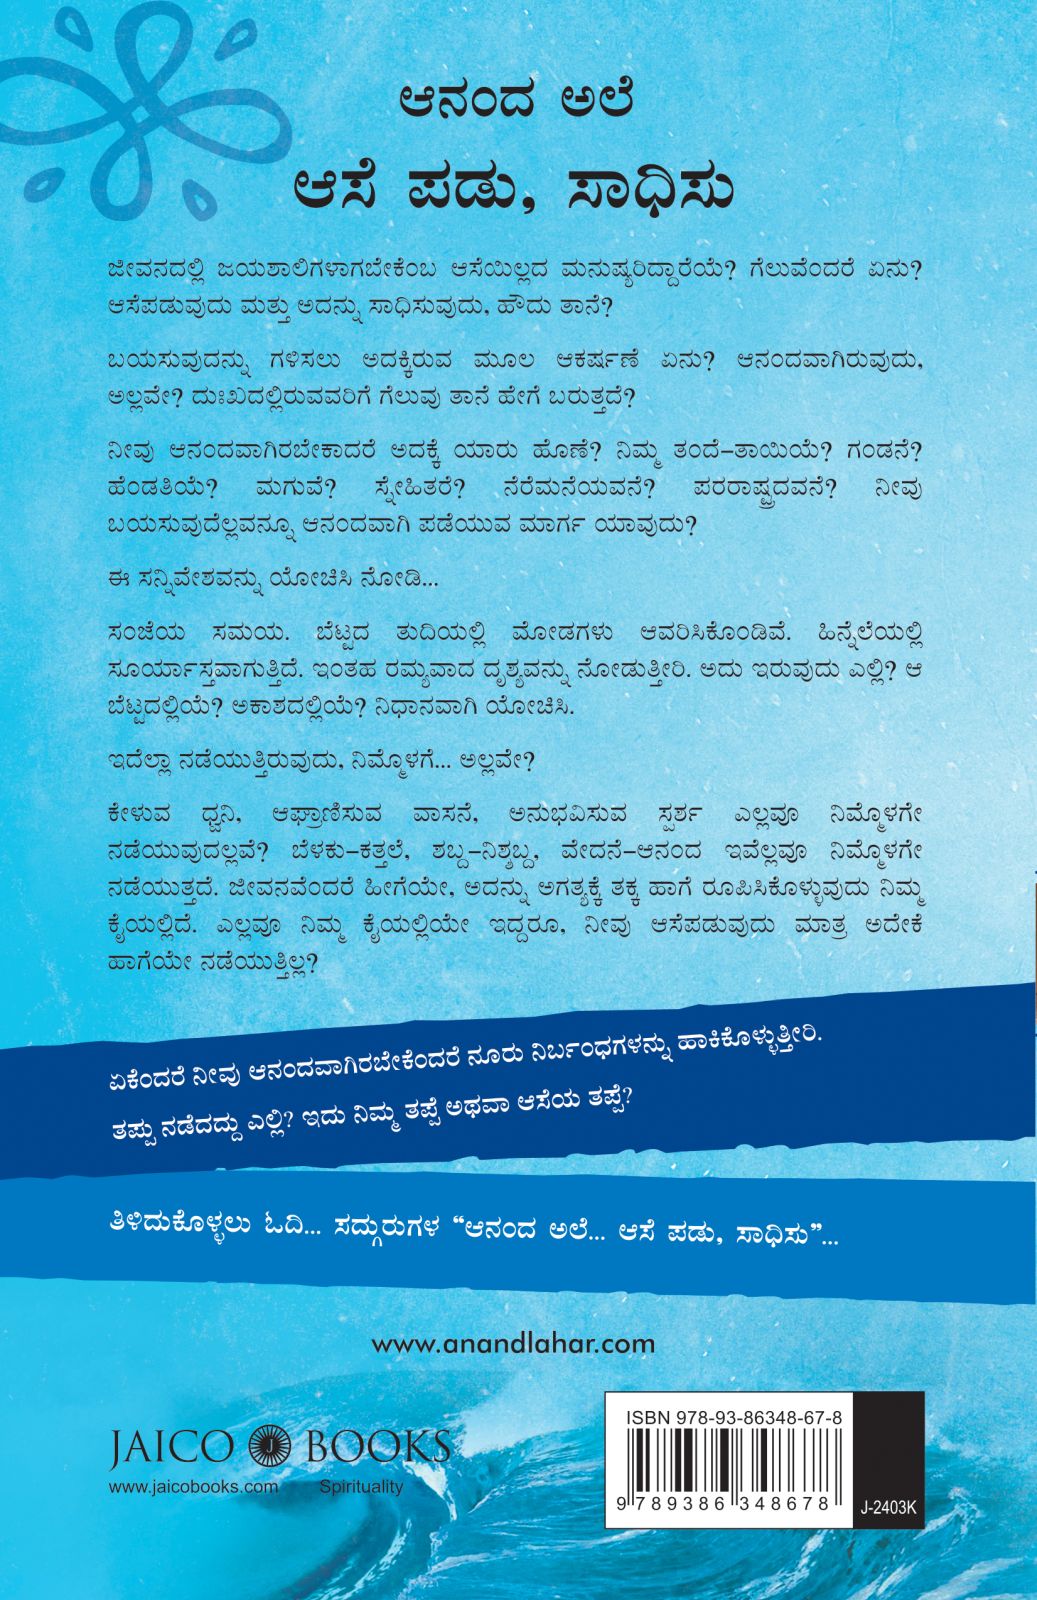 ಆನಂದ ಅಲೆ
ಆಸೆ ಪಡು, ಸಾಧಿಸು
ಜೀವನದಲ್ಲಿ ಜಯಶಾಲಿಗಳಾಗಬೇಕೆಂಬ ಆಸೆಯಿಲ್ಲದ ಮನುಷ್ಯರಿದ್ದಾರೆಯೆ? ಗೆಲುವೆಂದರೆ ಏನು?
ಆಸೆಪಡುವುದು ಮತ್ತು ಅದನ್ನು ಸಾಧಿಸುವುದು, ಹೌದು ತಾನೆ?
ಬಯಸುವುದನ್ನು ಗಳಿಸಲು ಅದಕ್ಕಿರುವ ಮೂಲ ಆಕರ್ಷಣೆ ಏನು? ಆನಂದವಾಗಿರುವುದು,
ಅಲ್ಲವೇ? ದುಃಖದಲ್ಲಿರುವವರಿಗೆ ಗೆಲುವು ತಾನೆ ಹೇಗೆ ಬರುತ್ತದೆ?
ನೀವು ಆನಂದವಾಗಿರಬೇಕಾದರೆ ಅದಕ್ಕೆ ಯಾರು ಹೊಣೆ? ನಿಮ್ಮ ತಂದೆ–ತಾಯಿಯೆ? ಗಂಡನೆ?
ಹೆಂಡತಿಯೆ? ಮಗುವೆ? ಸ್ನೇಹಿತರೆ? ನೆರೆಮನೆಯವನೆ? ಪರರಾಷ್ಟ್ರದವನೆ? ನೀವು
ಬಯಸುವುದೆಲ್ಲವನ್ನೂ ಆನಂದವಾಗಿ ಪಡೆಯುವ ಮಾರ್ಗ ಯಾವುದು?
ಈ ಸನ್ನಿವೇಶವನ್ನು ಯೋಚಿಸಿ ನೋಡಿ...
ಸಂಜೆಯ ಸಮಯ. ಬೆಟ್ಟದ ತುದಿಯಲ್ಲಿ ಮೋಡಗಳು ಆವರಿಸಿಕೊಂಡಿವೆ. ಹಿನ್ನೆಲೆಯಲ್ಲಿ
ಸೂರ್ಯಾಸ್ತವಾಗುತ್ತಿದೆ. ಇಂತಹ ರಮ್ಯವಾದ ದೃಶ್ಯವನ್ನು ನೋಡುತ್ತೀರಿ. ಅದು ಇರುವುದು ಎಲ್ಲಿ? ಆ
ಬೆಟ್ಟದಲ್ಲಿಯೆ? ಅಕಾಶದಲ್ಲಿಯೆ? ನಿಧಾನವಾಗಿ ಯೋಚಿಸಿ.
ಇದೆಲ್ಲಾ ನಡೆಯುತ್ತಿರುವುದು, ನಿಮ್ಮೊಳಗೆ... ಅಲ್ಲವೇ?
ಕೇಳುವ ಧ್ವನಿ, ಆಘ್ರಾಣಿಸುವ ವಾಸನೆ, ಅನುಭವಿಸುವ ಸ್ಪರ್ಶ ಎಲ್ಲವೂ ನಿಮ್ಮೊಳಗೇ
ನಡೆಯುವುದಲ್ಲವೆ? ಬೆಳಕು–ಕತ್ತಲೆ, ಶಬ್ದ–ನಿಶ್ಶಬ್ದ, ವೇದನೆ–ಆನಂದ ಇವೆಲ್ಲವೂ ನಿಮ್ಮೊಳಗೇ
ನಡೆಯುತ್ತದೆ. ಜೀವನವೆಂದರೆ ಹೀಗೆಯೇ, ಅದನ್ನು ಅಗತ್ಯಕ್ಕೆ ತಕ್ಕ ಹಾಗೆ ರೂಪಿಸಿಕೊಳ್ಳುವುದು ನಿಮ್ಮ
ಕೈಯಲ್ಲಿದೆ. ಎಲ್ಲವೂ ನಿಮ್ಮ ಕೈಯಲ್ಲಿಯೇ ಇದ್ದರೂ, ನೀವು ಆಸೆಪಡುವುದು ಮಾತ್ರ ಅದೇಕೆ
ಹಾಗೆಯೇ ನಡೆಯುತ್ತಿಲ್ಲ?
ಏಕೆಂದರೆ ನೀವು ಆನಂದವಾಗಿರಬೇಕೆಂದರೆ ನೂರು ನಿರ್ಬಂಧಗಳನ್ನು ಹಾಕಿಕೊಳ್ಳುತ್ತೀರಿ.
ತಪ್ಪು ನಡೆದದ್ದು ಎಲ್ಲಿ? ಇದು ನಿಮ್ಮ ತಪ್ಪೆ ಅಥವಾ ಆಸೆಯ ತಪ್ಪೆ?
ತಿಳಿದುಕೊಳ್ಳಲು ಓದಿ... ಸದ್ಗುರುಗಳ “ಆನಂದ ಅಲೆ... ಆಸೆ ಪಡು, ಸಾಧಿಸು”...
www.anandlahar.com
ISBN 978-93-86348-67-8
JAICO J BOOKS
www.jaicobooks.com Spirituality
9 789386 348678
J-2403K